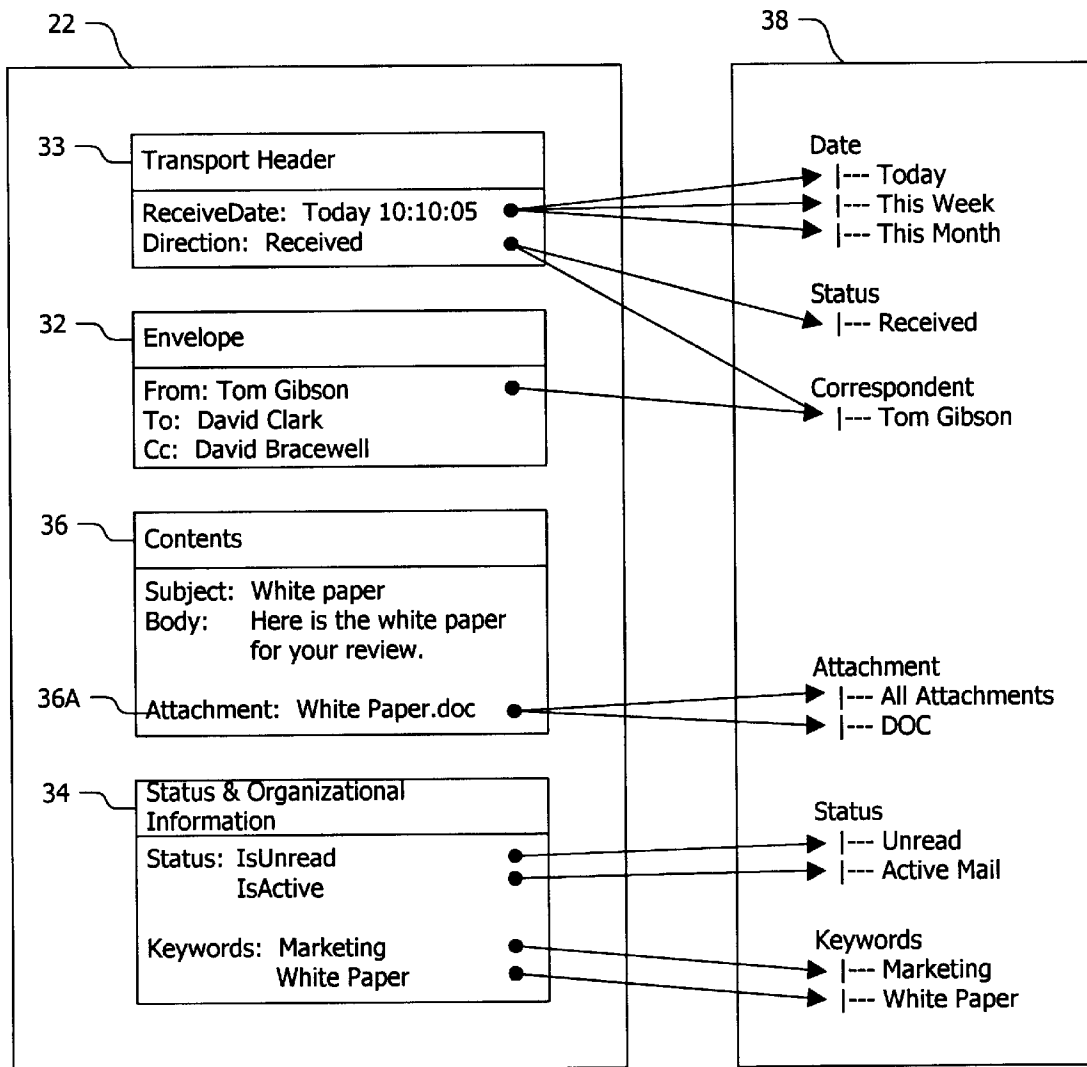 22
38
33
Transport Header
ReceiveDate: Today 10:10:05
Direction: Received
32
Envelope
From: Tom Gibson
To: David Clark
Cc: David Bracewell
36
Contents
Subject: White paper
Body: Here is the white paper
for your review.
36A
Attachment: White Paper.doc
34
Status & Organizational
Information
Status: IsUnread
IsActive
Keywords: Marketing
White Paper
Date
|--- Today
|--- This Week
|--- This Month
Status
|--- Received
Correspondent
|--- Tom Gibson
Attachment
|--- All Attachments
|--- DOC
Status
|--- Unread
|--- Active Mail
Keywords
|--- Marketing
|--- White Paper